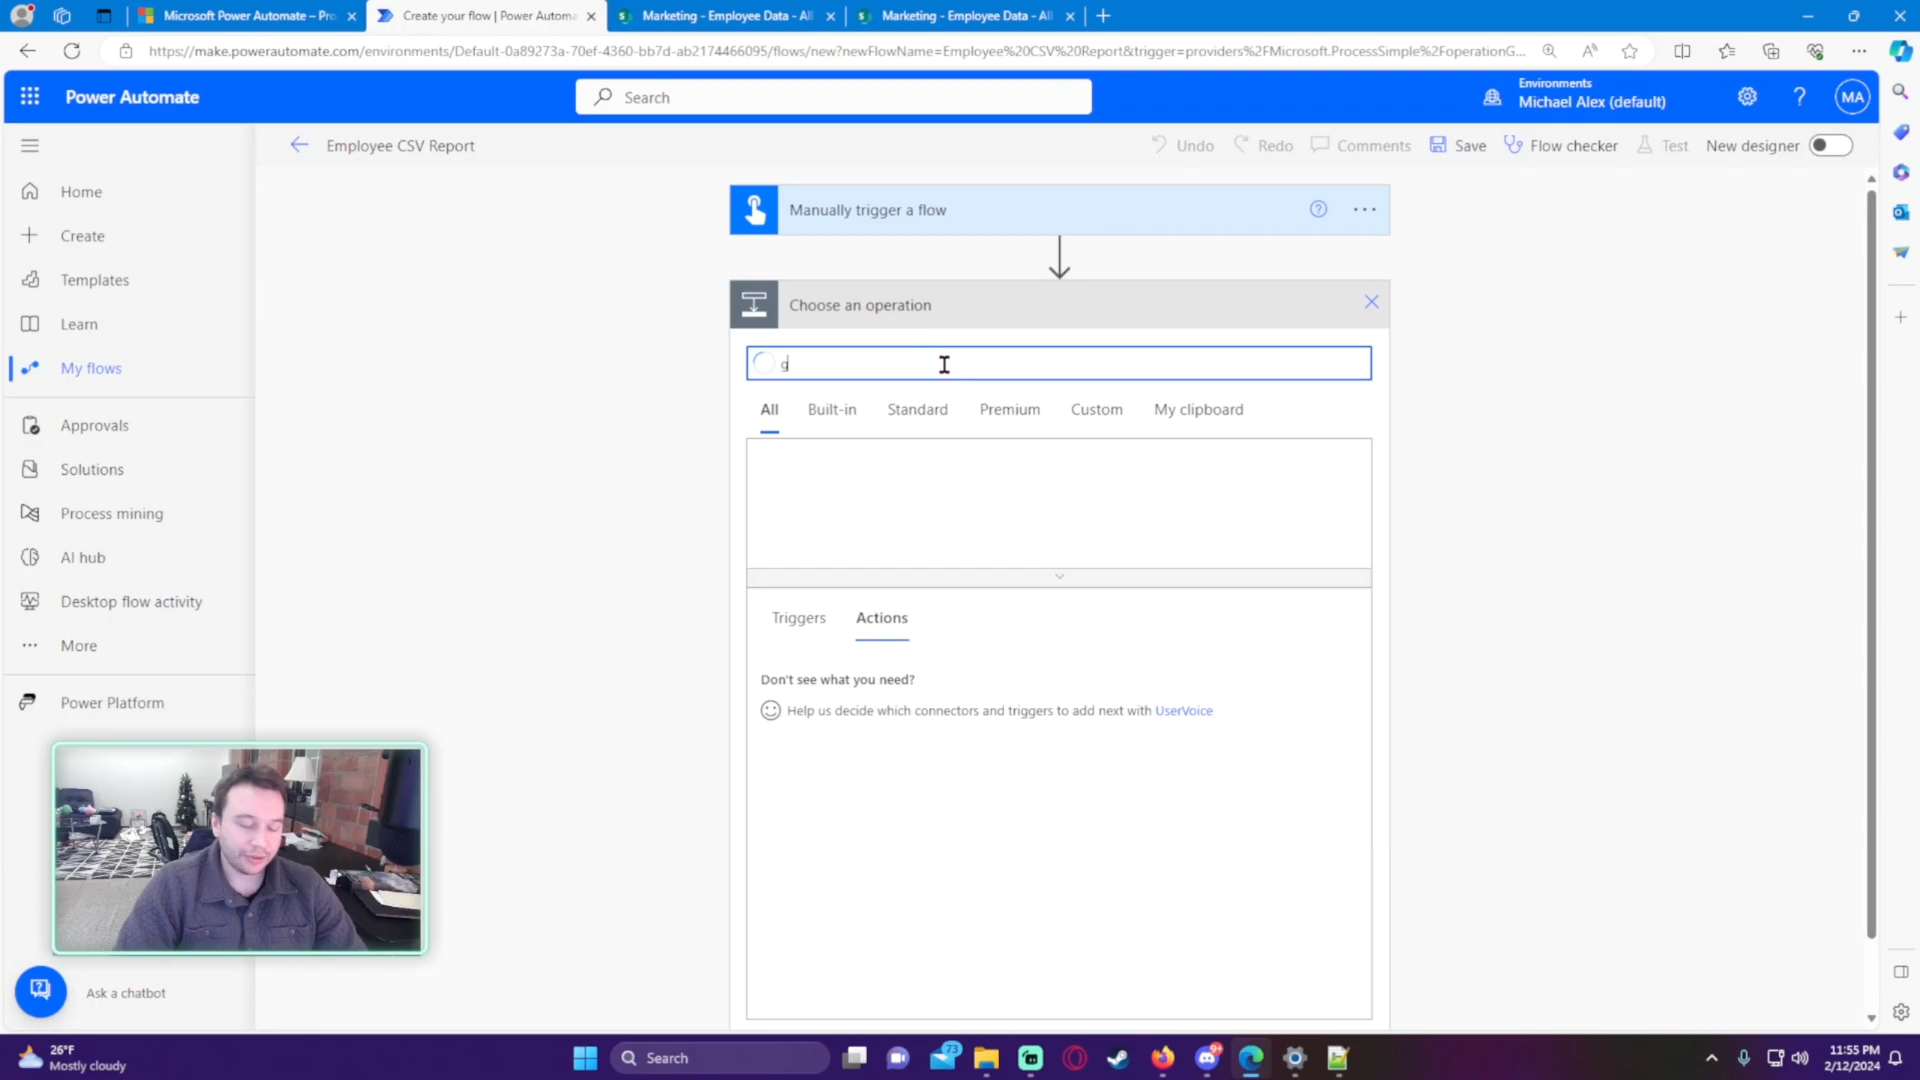 Microsoft Power Automate – Pro
Create your flow | Power Automa
Marketing - Employee Data - All
Marketing - Employee Data - All
https://make.powerautomate.com/environments/Default-0a89273a-70ef-4360-bb7d-ab2174466095/flows/new?newFlowName=Employee%20CSV%20Report&trigger=providers%2FMicrosoft.ProcessSimple%2FoperationG...
Power Automate
Search
Environments
Michael Alex (default)
?
MA
Employee CSV Report
Undo
Redo
Comments
Save
Flow checker
Test
New designer
Home
Create
Templates
Learn
My flows
Approvals
Solutions
Process mining
AI hub
Desktop flow activity
More
Power Platform
Ask a chatbot
Manually trigger a flow
Choose an operation
g
All
Built-in
Standard
Premium
Custom
My clipboard
Triggers
Actions
Don't see what you need?
Help us decide which connectors and triggers to add next with UserVoice
26°F
Mostly cloudy
Search
73
9+
11:55 PM
2/12/2024